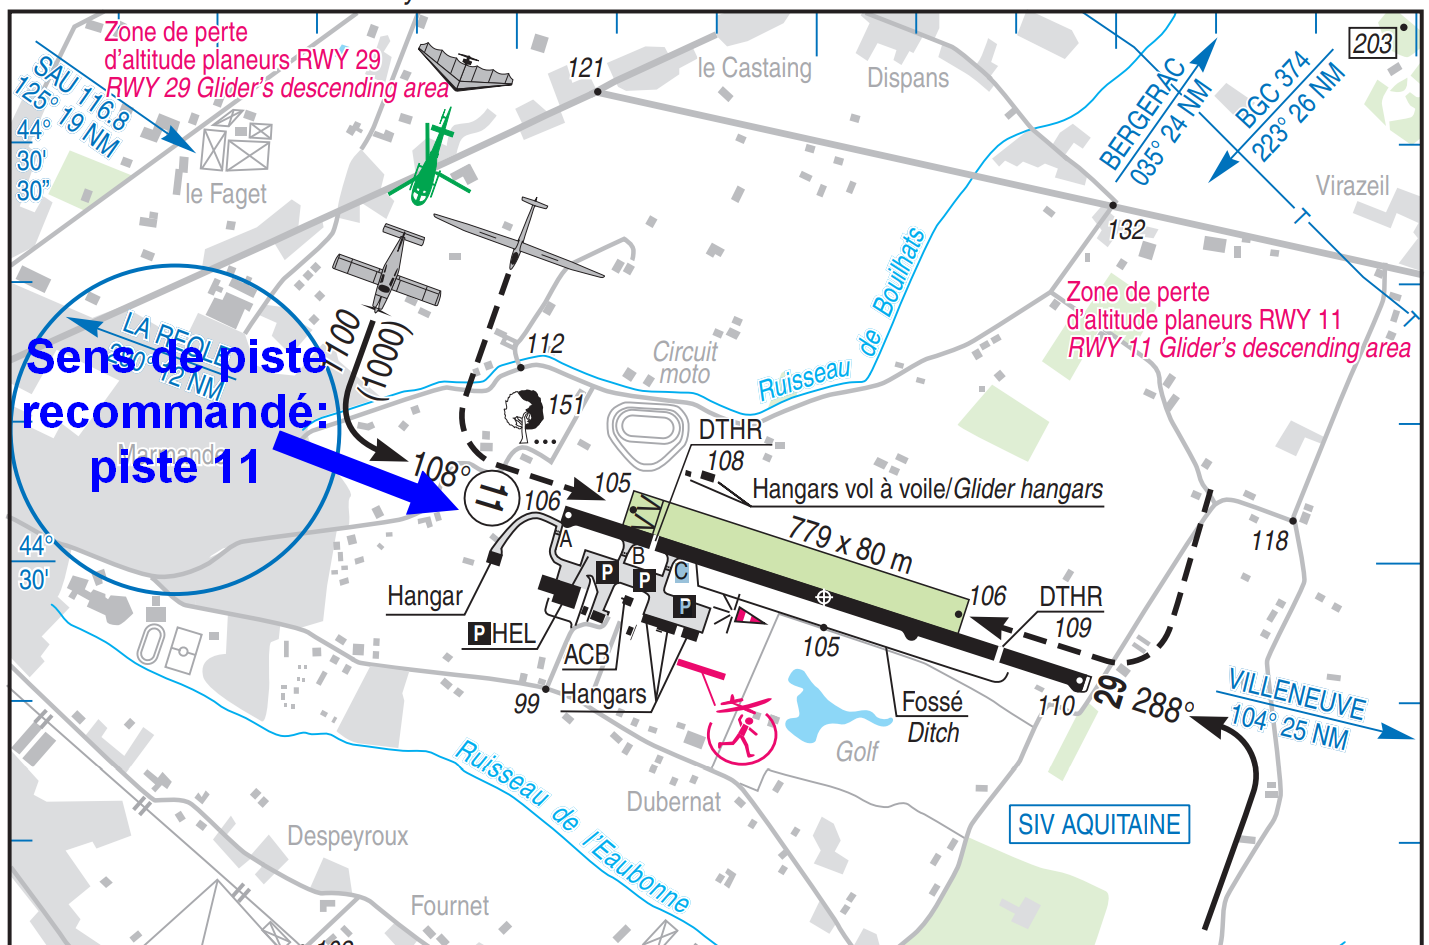 Zone de perte
d'altitude planeurs RWY 29
RWY 29 Glider's descending area
SAU 116.8
125° 19 NM
44°
30'
30"
le Faget
121
le Castaing
Dispans
203
BERGERAC
035° 24 NM
BGC 374
223° 26 NM
Virazeil
132
Zone de perte
d'altitude planeurs RWY 11
RWY 11 Glider's descending area
Ruisseau de Bouilhats
1100
(1000)
LA REOLE
12 NM
Sens de piste
recommandé:
piste 11
Marmande
112
Circuit
moto
151
DTHR
108
108°
11
106
105
Hangars vol à voile/Glider hangars
779 x 80 m
118
44°
30'
A
B
C
P
P
P
Hangar
P HEL
ACB
Hangars
99
105
106
DTHR
109
110
29
288°
VILLENEUVE
104° 25 NM
Fossé
Ditch
Golf
Dubernat
SIV AQUITAINE
Ruisseau de l'Eaubonne
Despeyroux
Fournet